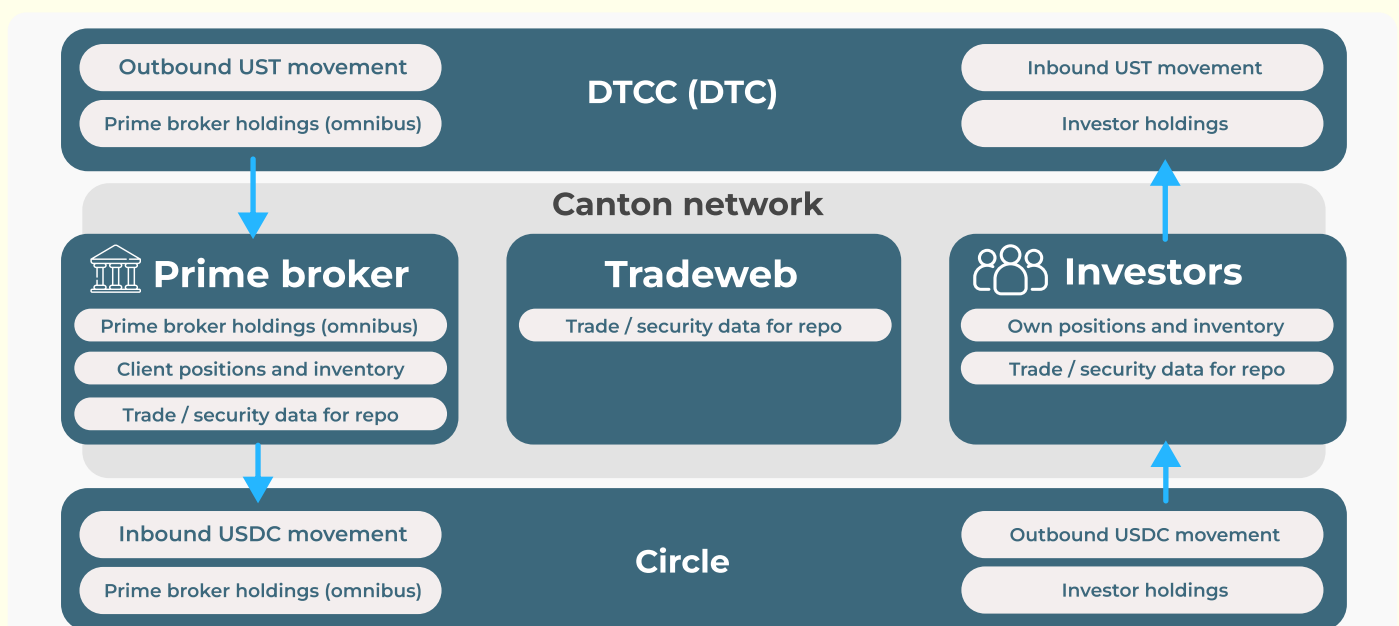 Outbound UST movement
Prime broker holdings (omnibus)
DTCC (DTC)
Inbound UST movement
Investor holdings
Canton network
Prime broker
Prime broker holdings (omnibus)
Client positions and inventory
Trade / security data for repo
Tradeweb
Trade / security data for repo
Investors
Own positions and inventory
Trade / security data for repo
Inbound USDC movement
Prime broker holdings (omnibus)
Circle
Outbound USDC movement
Investor holdings